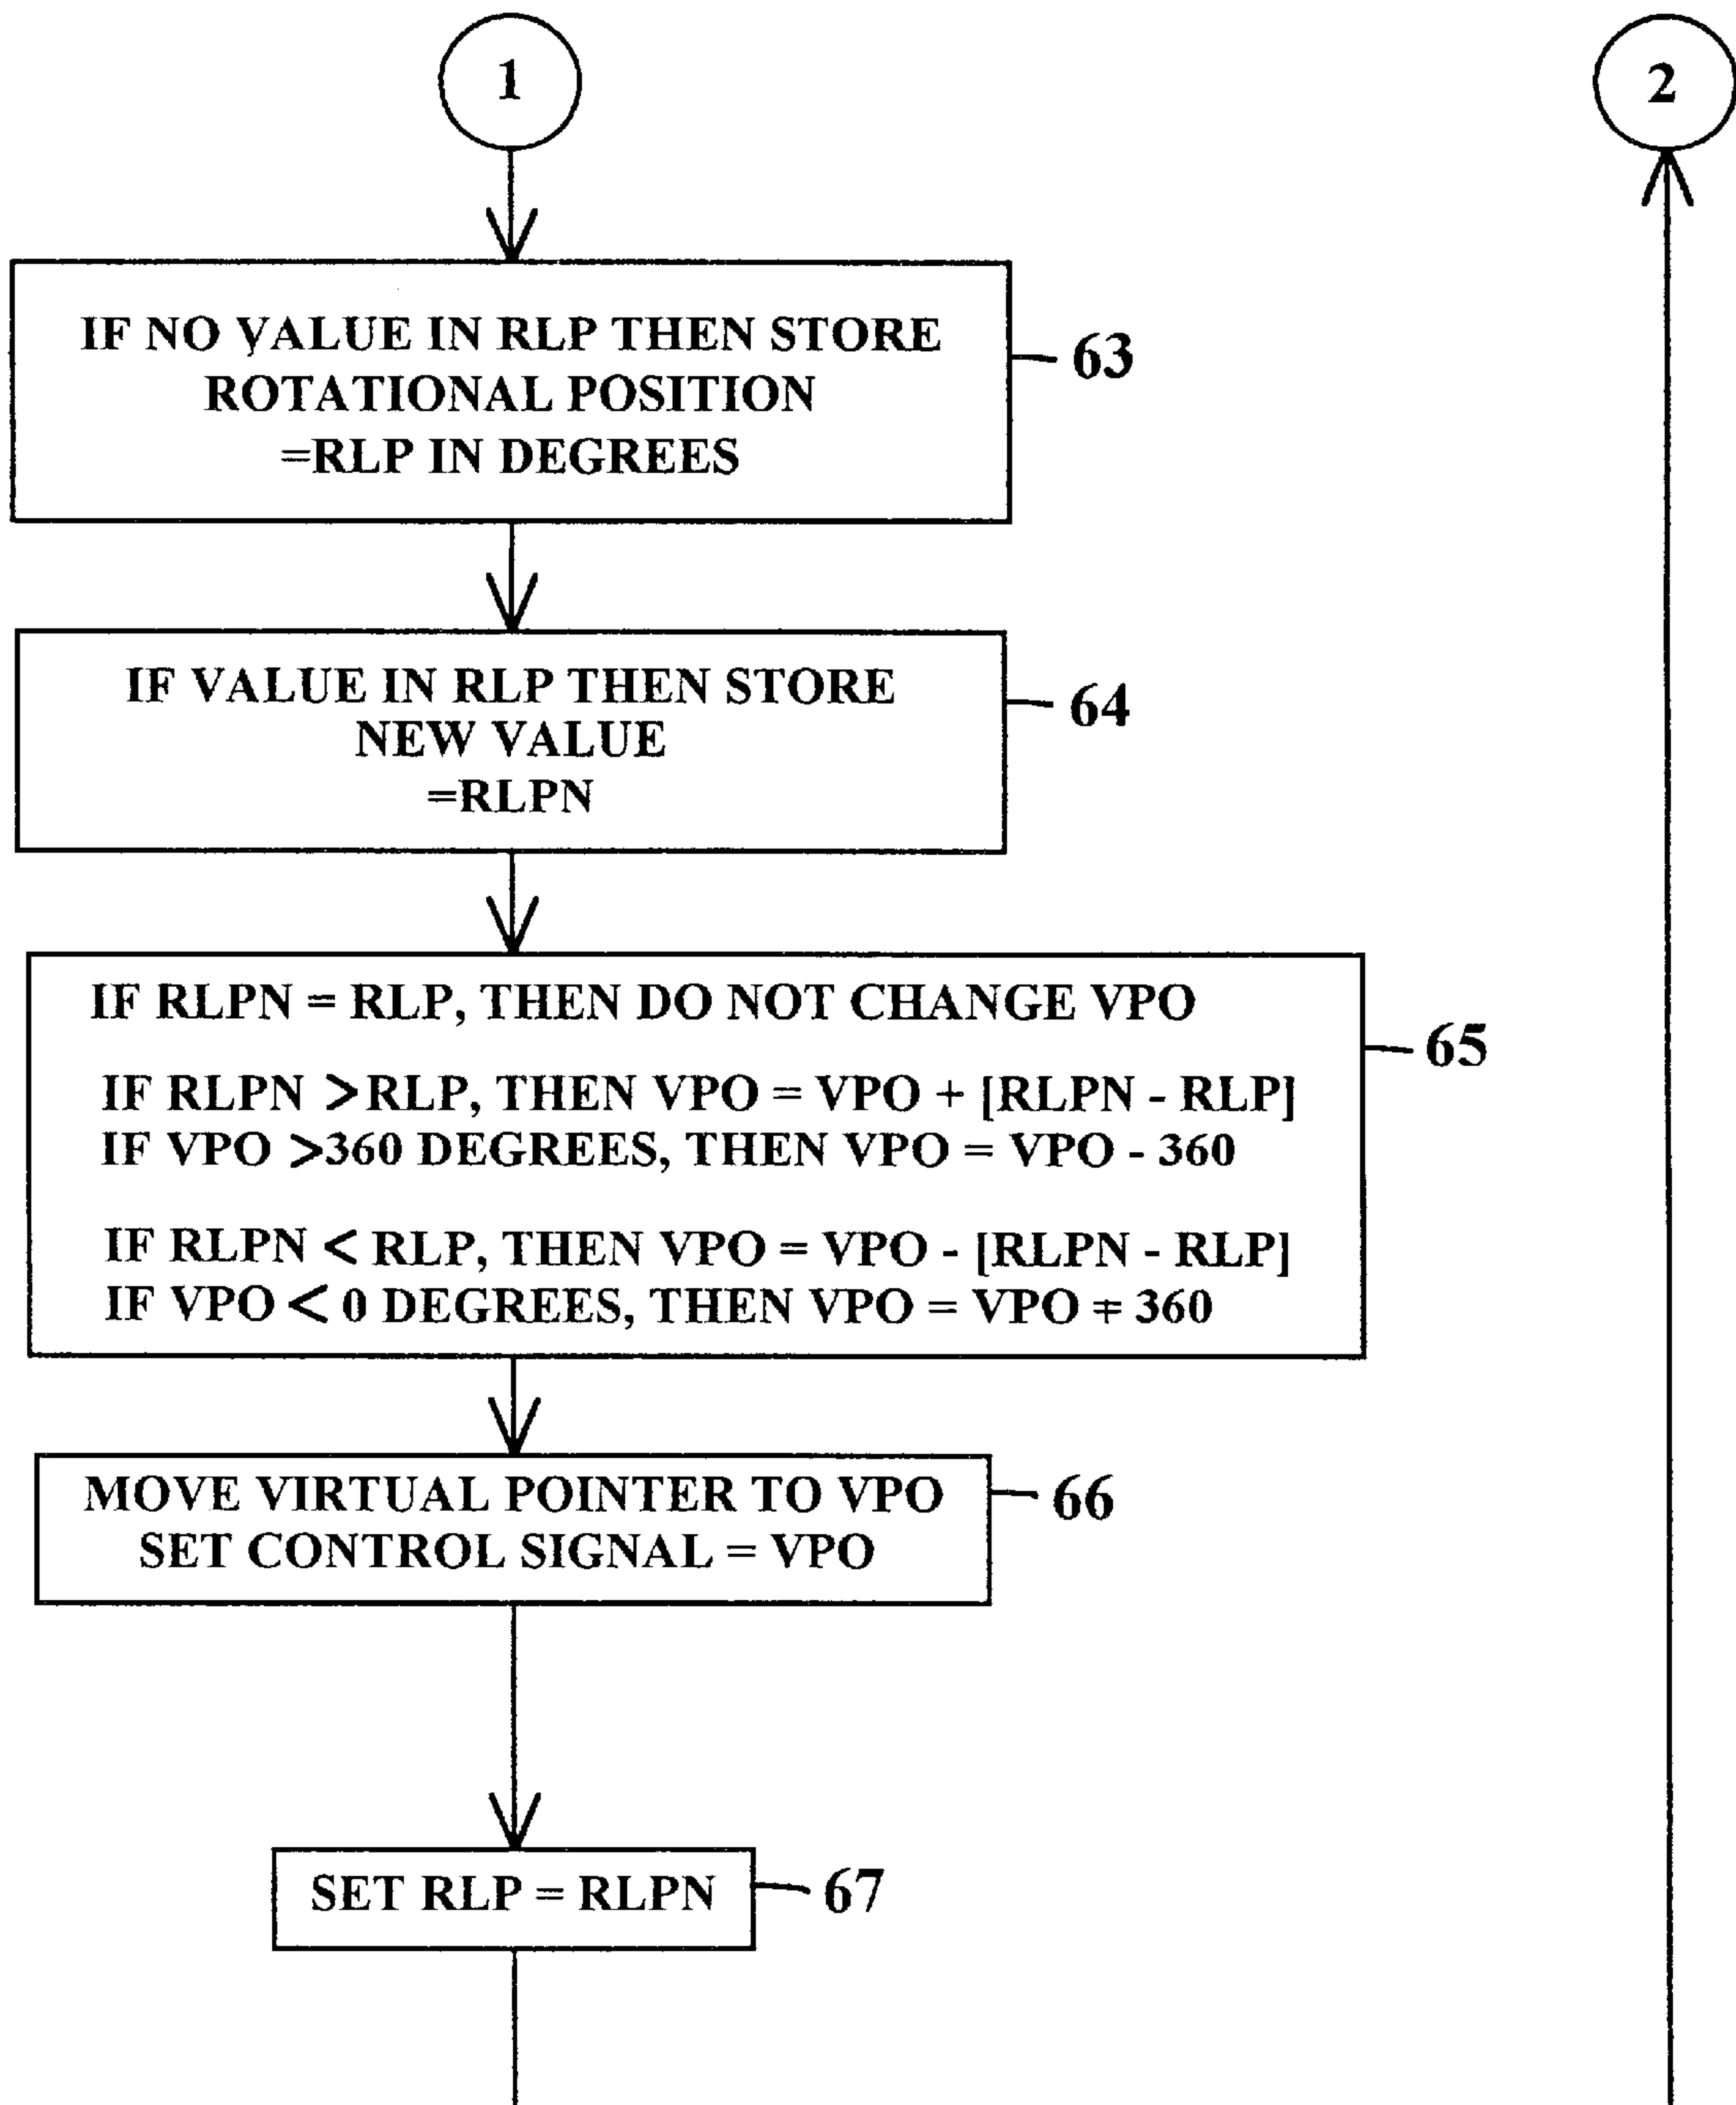 1
2
IF NO VALUE IN RLP THEN STORE
ROTATIONAL POSITION
=RLP IN DEGREES
63
IF VALUE IN RLP THEN STORE
NEW VALUE
=RLPN
64
IF RLPN = RLP, THEN DO NOT CHANGE VPO
IF RLPN >RLP, THEN VPO = VPO + [RLPN - RLP]
IF VPO >360 DEGREES, THEN VPO = VPO - 360
IF RLPN < RLP, THEN VPO = VPO - [RLPN - RLP]
IF VPO < 0 DEGREES, THEN VPO = VPO + 360
65
MOVE VIRTUAL POINTER TO VPO
SET CONTROL SIGNAL = VPO
66
SET RLP = RLPN
67